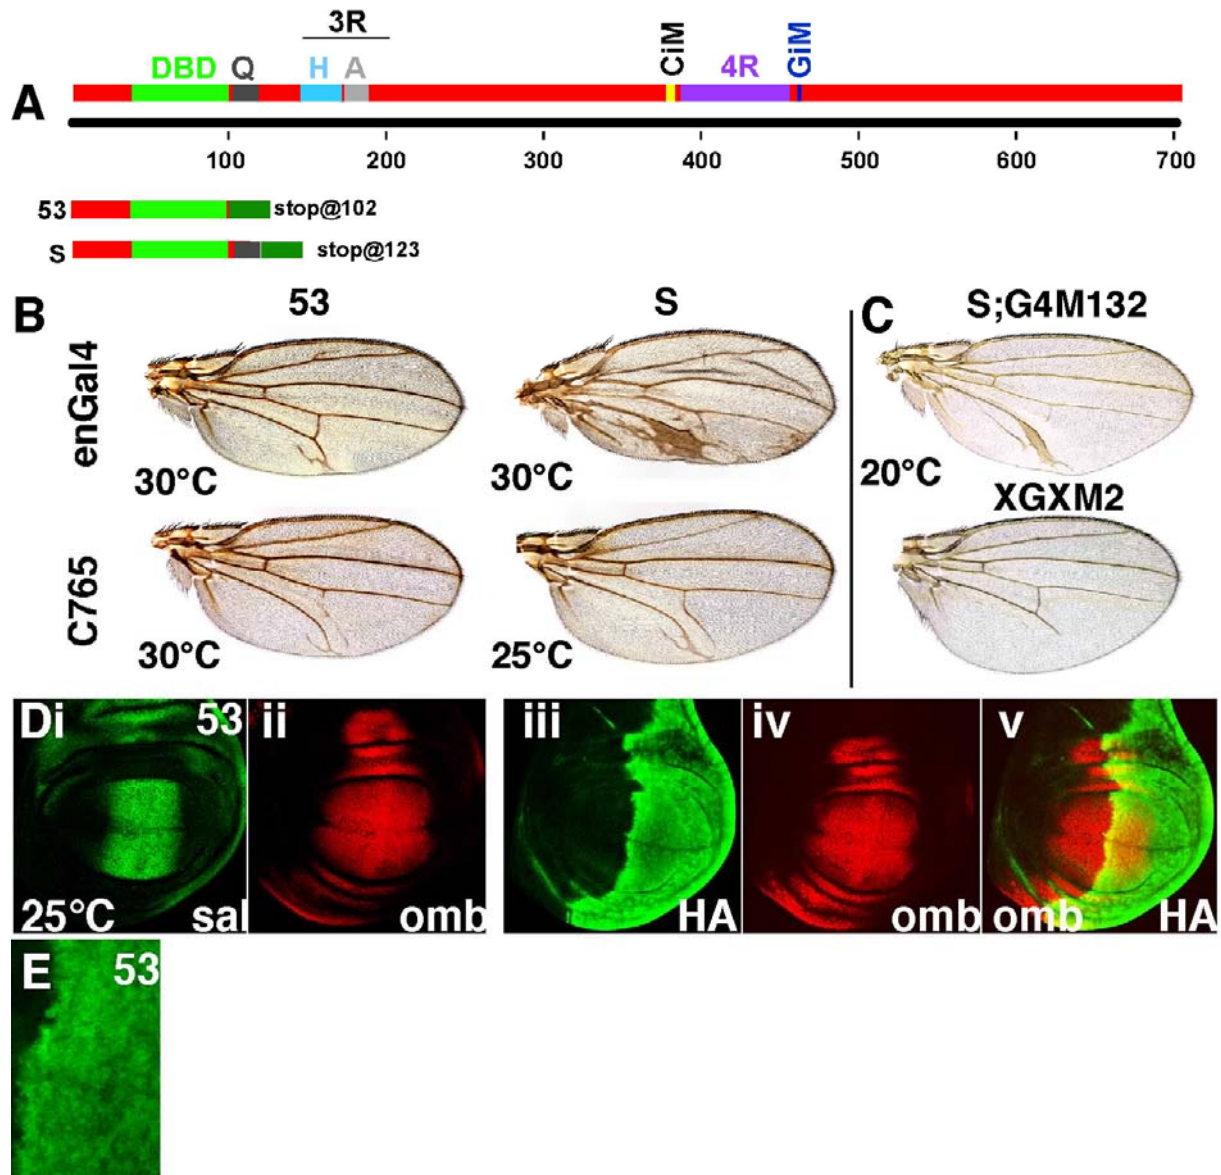 3R
DBD Q H A CiM 4R GiM
A
100 200 300 400 500 600 700
53 stop@102
S stop@123
B 53 S C S;G4M132
enGal4
30°C 30°C 20°C
XGXM2
C765
30°C 25°C
Di 53 ii iii iv v
25°C sal omb HA omb omb HA
E 53